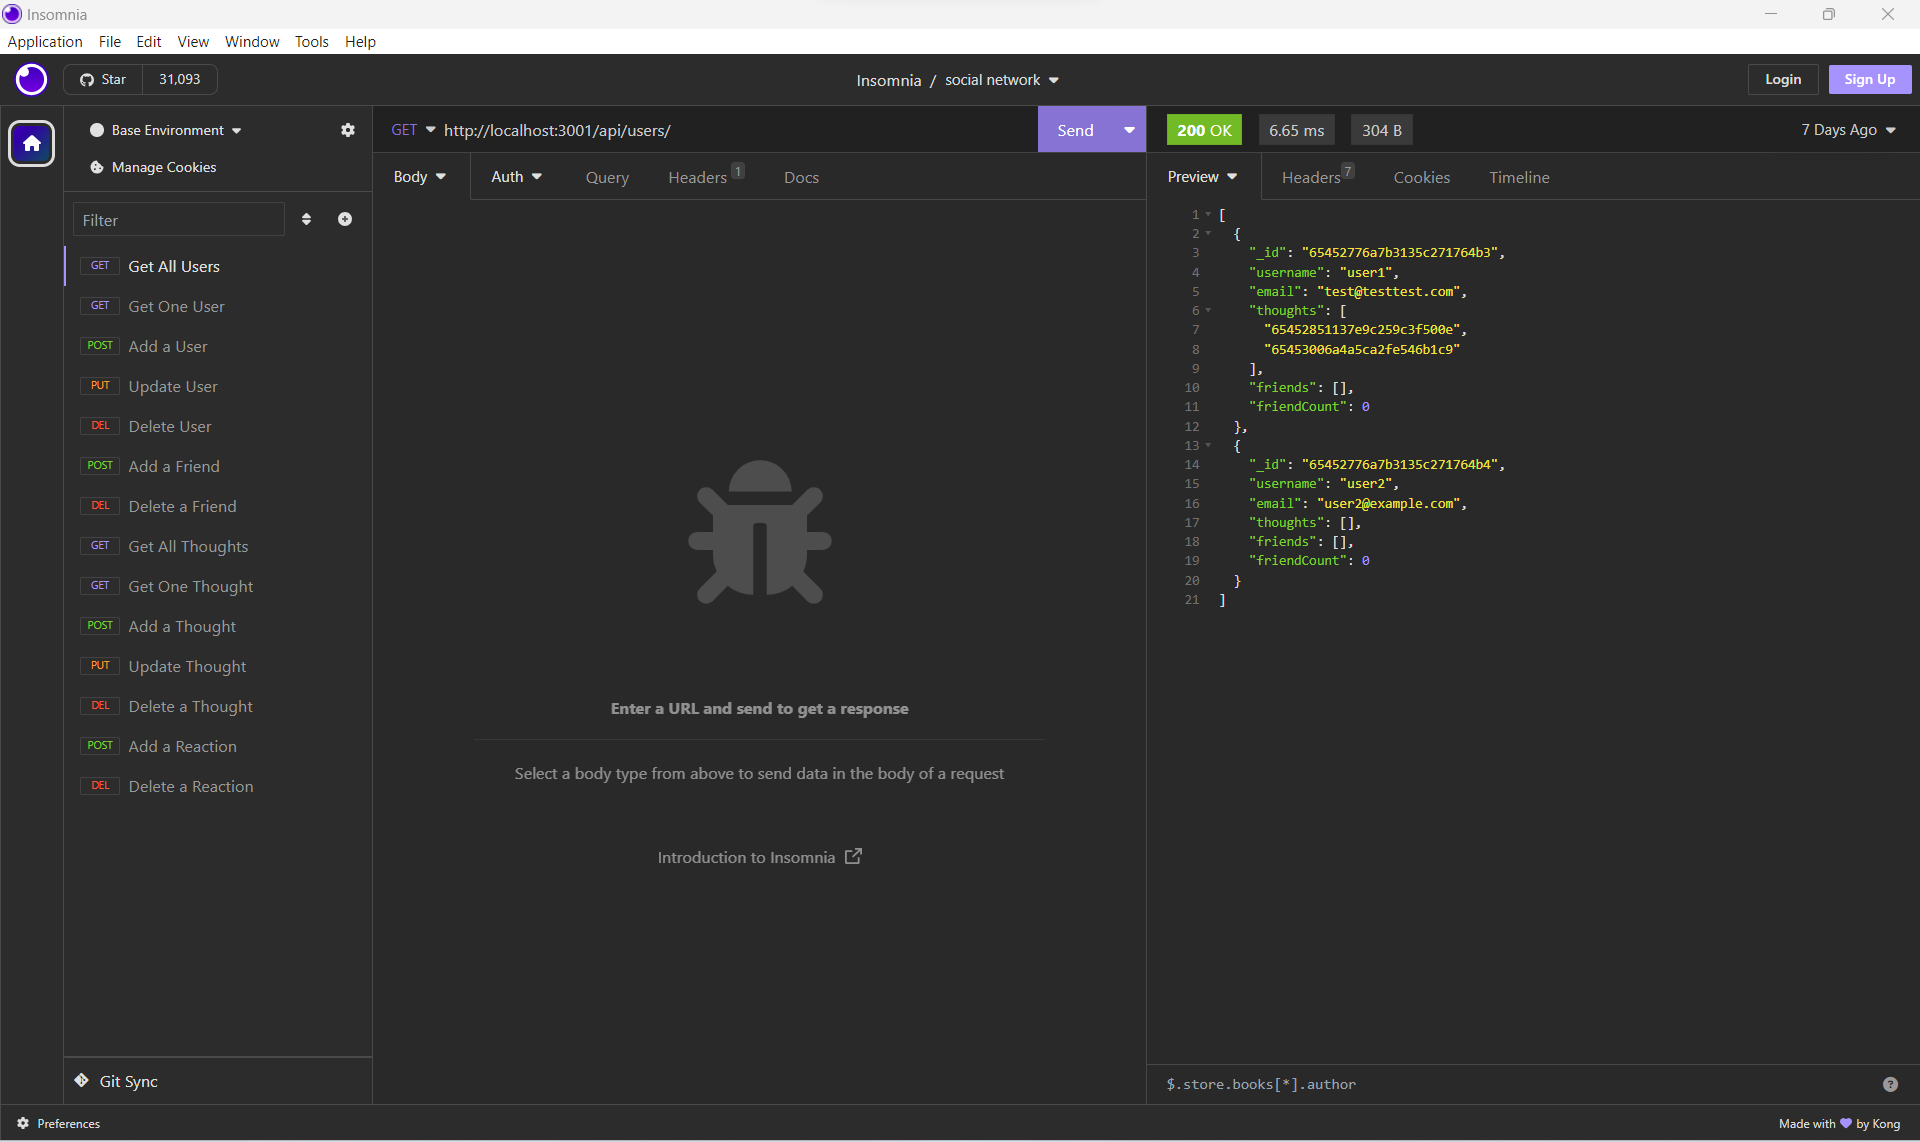 Insomnia
Application File Edit View Window Tools Help
Star 31,093
Insomnia / social network
Login Sign Up
Base Environment
Manage Cookies
Filter
GET Get All Users
GET Get One User
POST Add a User
PUT Update User
DEL Delete User
POST Add a Friend
DEL Delete a Friend
GET Get All Thoughts
GET Get One Thought
POST Add a Thought
PUT Update Thought
DEL Delete a Thought
POST Add a Reaction
DEL Delete a Reaction
Git Sync
Preferences
GET http://localhost:3001/api/users/ Send
Body Auth Query Headers 1 Docs
Enter a URL and send to get a response
Select a body type from above to send data in the body of a request
Introduction to Insomnia
200 OK 6.65 ms 304 B 7 Days Ago
Preview Headers 7 Cookies Timeline
1 [
2 {
3 "_id": "65452776a7b3135c271764b3",
4 "username": "user1",
5 "email": "test@testtest.com",
6 "thoughts": [
7 "65452851137e9c259c3f500e",
8 "65453006a4a5ca2fe546b1c9"
9 ],
10 "friends": [],
11 "friendCount": 0
12 },
13 {
14 "_id": "65452776a7b3135c271764b4",
15 "username": "user2",
16 "email": "user2@example.com",
17 "thoughts": [],
18 "friends": [],
19 "friendCount": 0
20 }
21 ]
$.store.books[*].author ?
Made with 💜 by Kong